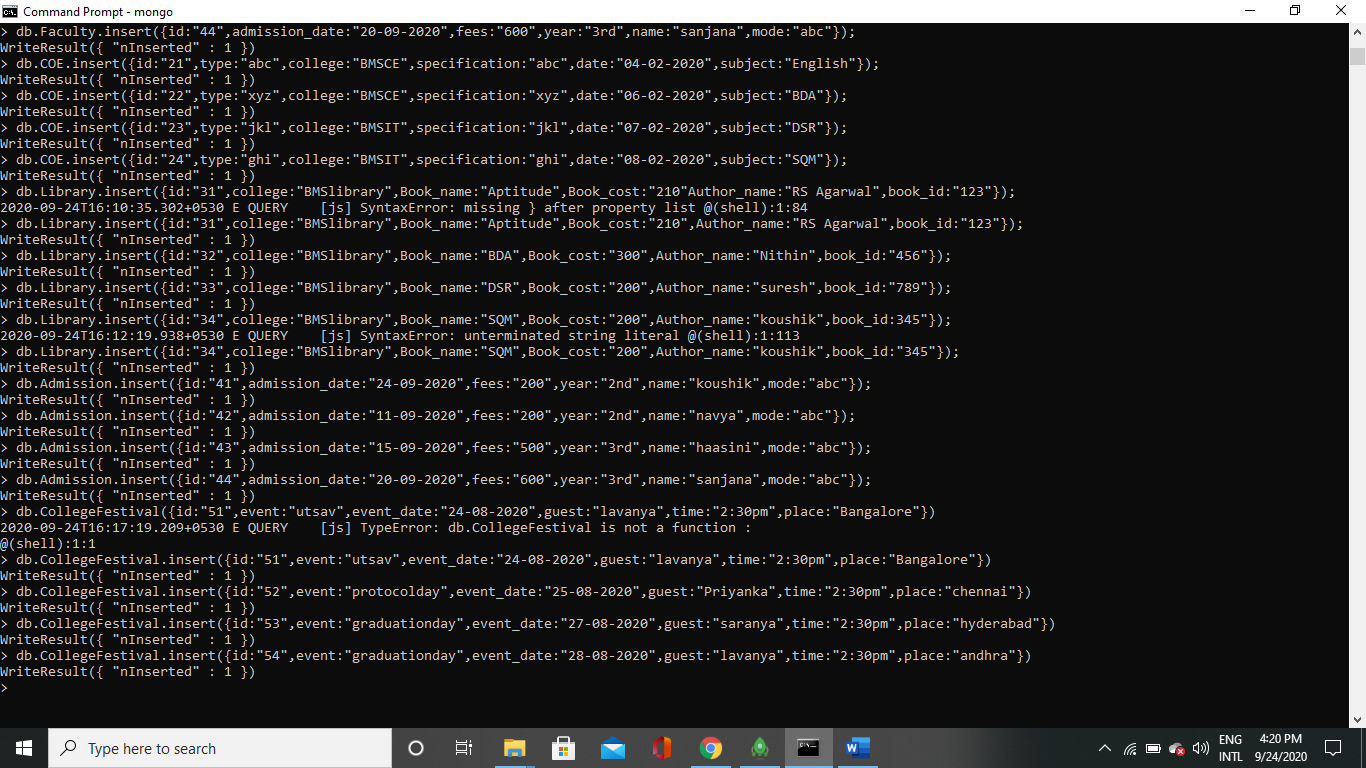 Command Prompt - mongo
> db.Faculty.insert({id:"44",admission_date:"20-09-2020",fees:"600",year:"3rd",name:"sanjana",mode:"abc"});
WriteResult({ "nInserted" : 1 })
> db.COE.insert({id:"21",type:"abc",college:"BMSCE",specification:"abc",date:"04-02-2020",subject:"English"});
WriteResult({ "nInserted" : 1 })
> db.COE.insert({id:"22",type:"xyz",college:"BMSCE",specification:"xyz",date:"06-02-2020",subject:"BDA"});
WriteResult({ "nInserted" : 1 })
> db.COE.insert({id:"23",type:"jkl",college:"BMSIT",specification:"jkl",date:"07-02-2020",subject:"DSR"});
WriteResult({ "nInserted" : 1 })
> db.COE.insert({id:"24",type:"ghi",college:"BMSIT",specification:"ghi",date:"08-02-2020",subject:"SQM"});
WriteResult({ "nInserted" : 1 })
> db.Library.insert({id:"31",college:"BMSlibrary",Book_name:"Aptitude",Book_cost:"210"Author_name:"RS Agarwal",book_id:"123"});
2020-09-24T16:10:35.302+0530 E QUERY    [js] SyntaxError: missing } after property list @(shell):1:84
> db.Library.insert({id:"31",college:"BMSlibrary",Book_name:"Aptitude",Book_cost:"210",Author_name:"RS Agarwal",book_id:"123"});
WriteResult({ "nInserted" : 1 })
> db.Library.insert({id:"32",college:"BMSlibrary",Book_name:"BDA",Book_cost:"300",Author_name:"Nithin",book_id:"456"});
WriteResult({ "nInserted" : 1 })
> db.Library.insert({id:"33",college:"BMSlibrary",Book_name:"DSR",Book_cost:"200",Author_name:"suresh",book_id:"789"});
WriteResult({ "nInserted" : 1 })
> db.Library.insert({id:"34",college:"BMSlibrary",Book_name:"SQM",Book_cost:"200",Author_name:"koushik",book_id:345"});
2020-09-24T16:12:19.938+0530 E QUERY    [js] SyntaxError: unterminated string literal @(shell):1:113
> db.Library.insert({id:"34",college:"BMSlibrary",Book_name:"SQM",Book_cost:"200",Author_name:"koushik",book_id:"345"});
WriteResult({ "nInserted" : 1 })
> db.Admission.insert({id:"41",admission_date:"24-09-2020",fees:"200",year:"2nd",name:"koushik",mode:"abc"});
WriteResult({ "nInserted" : 1 })
> db.Admission.insert({id:"42",admission_date:"11-09-2020",fees:"200",year:"2nd",name:"navya",mode:"abc"});
WriteResult({ "nInserted" : 1 })
> db.Admission.insert({id:"43",admission_date:"15-09-2020",fees:"500",year:"3rd",name:"haasini",mode:"abc"});
WriteResult({ "nInserted" : 1 })
> db.Admission.insert({id:"44",admission_date:"20-09-2020",fees:"600",year:"3rd",name:"sanjana",mode:"abc"});
WriteResult({ "nInserted" : 1 })
> db.CollegeFestival({id:"51",event:"utsav",event_date:"24-08-2020",guest:"lavanya",time:"2:30pm",place:"Bangalore"})
2020-09-24T16:17:19.209+0530 E QUERY    [js] TypeError: db.CollegeFestival is not a function :
@(shell):1:1
> db.CollegeFestival.insert({id:"51",event:"utsav",event_date:"24-08-2020",guest:"lavanya",time:"2:30pm",place:"Bangalore"})
WriteResult({ "nInserted" : 1 })
> db.CollegeFestival.insert({id:"52",event:"protocolday",event_date:"25-08-2020",guest:"Priyanka",time:"2:30pm",place:"chennai"})
WriteResult({ "nInserted" : 1 })
> db.CollegeFestival.insert({id:"53",event:"graduationday",event_date:"27-08-2020",guest:"saranya",time:"2:30pm",place:"hyderabad"})
WriteResult({ "nInserted" : 1 })
> db.CollegeFestival.insert({id:"54",event:"graduationday",event_date:"28-08-2020",guest:"lavanya",time:"2:30pm",place:"andhra"})
WriteResult({ "nInserted" : 1 })
>
Type here to search
ENG 4:20 PM
INTL 9/24/2020